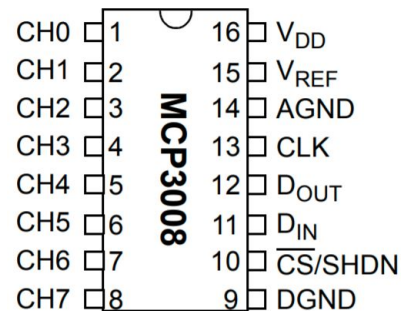 CH0 1 16 VDD
CH1 2 15 VREF
CH2 3 14 AGND
CH3 4 13 CLK
CH4 5 12 DOUT
CH5 6 11 DIN
CH6 7 10 CS/SHDN
CH7 8 9 DGND
MCP3008